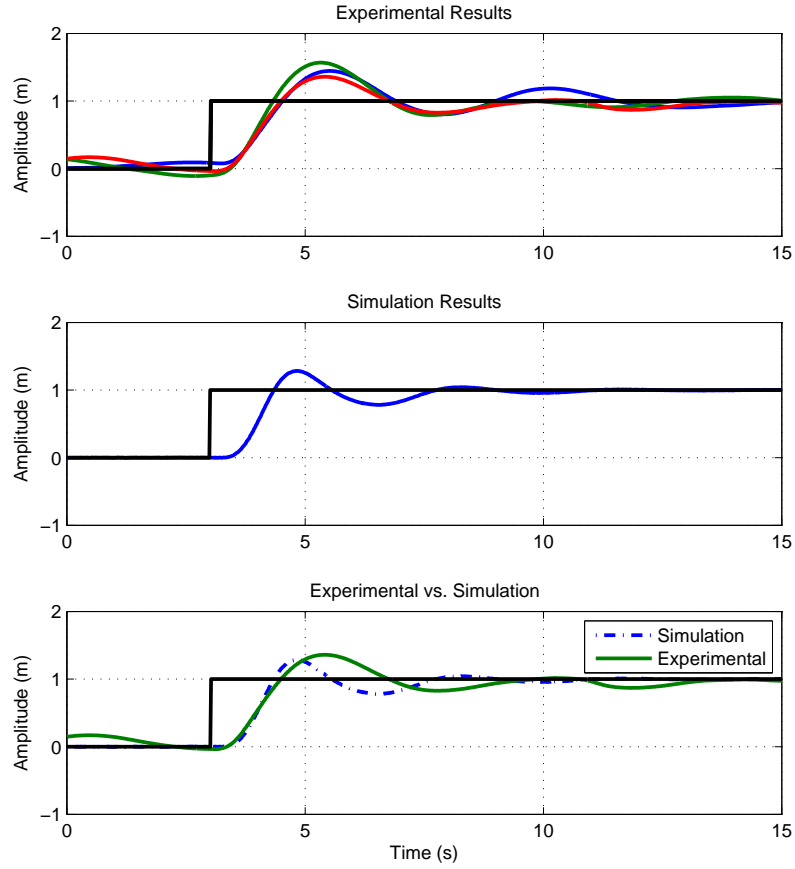 Experimental Results
2
1
0
−1
Amplitude (m)
0 5 10 15
Simulation Results
2
1
0
−1
Amplitude (m)
0 5 10 15
Experimental vs. Simulation
2
1
0
−1
Amplitude (m)
Simulation
Experimental
0 5 10 15
Time (s)